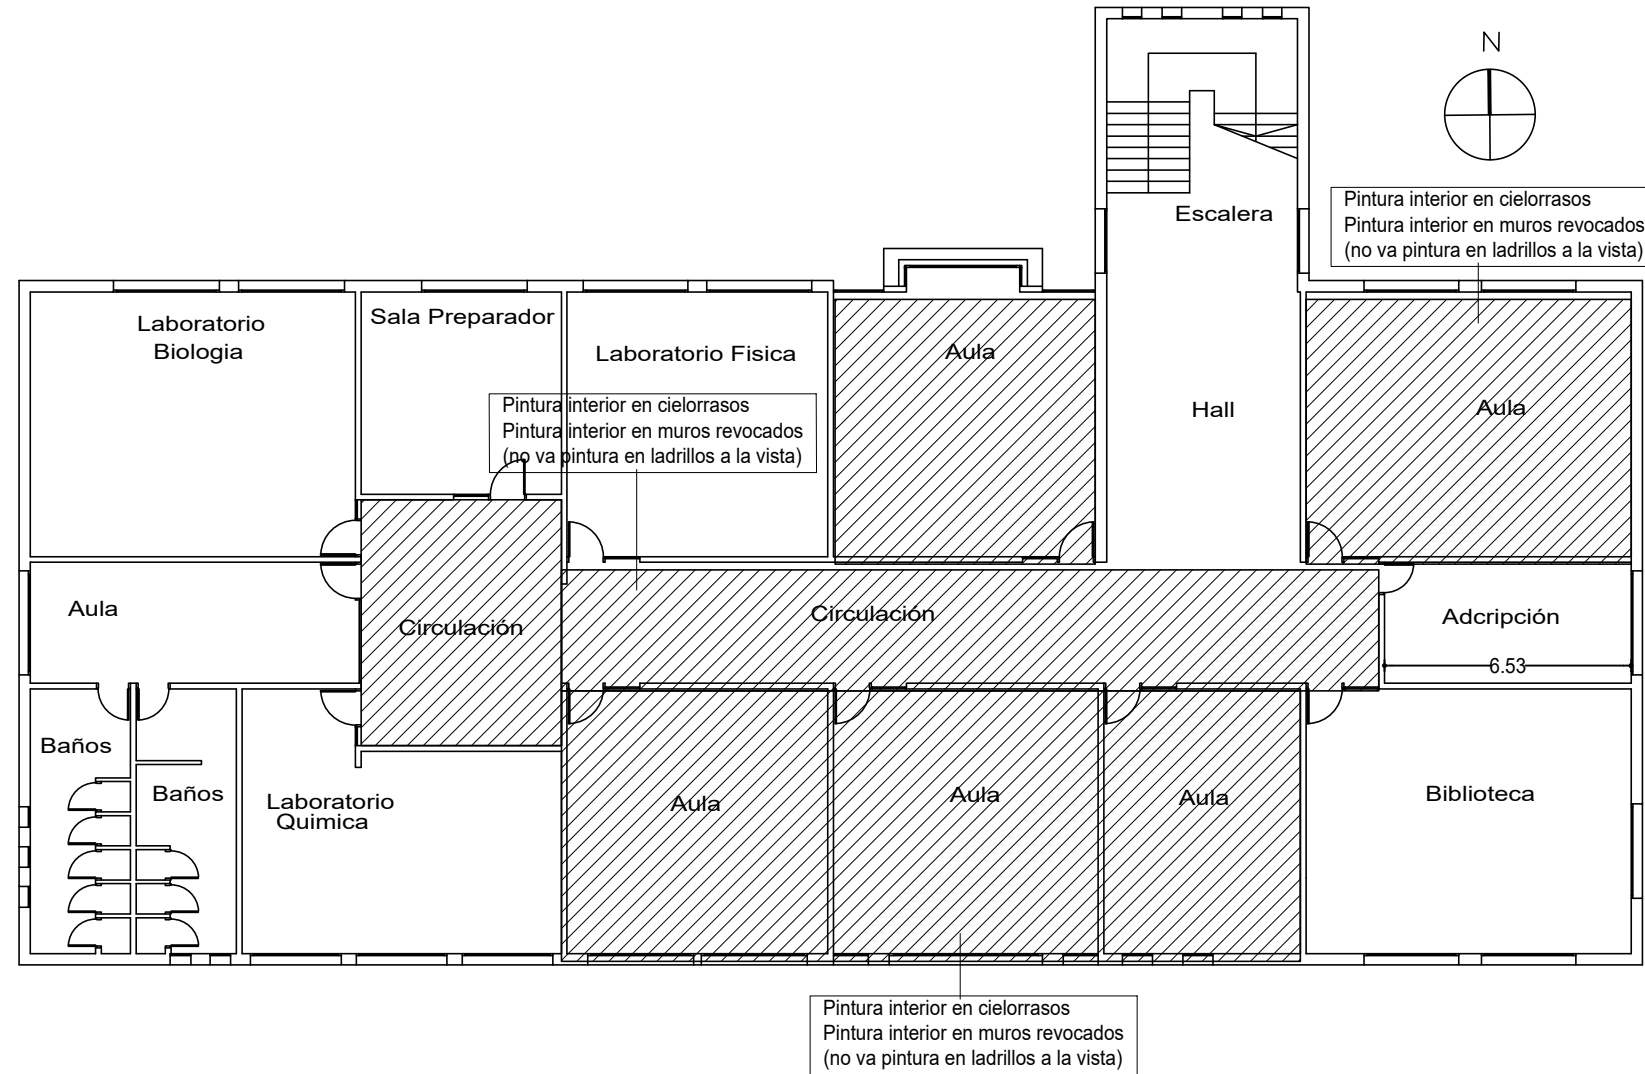 N
Pintura interior en cielorrasos
Pintura interior en muros revocados
(no va pintura en ladrillos a la vista)
Escalera
Laboratorio
Biologia
Sala Preparador
Laboratorio Fisica
Aula
Hall
Aula
Pintura interior en cielorrasos
Pintura interior en muros revocados
(no va pintura en ladrillos a la vista)
Aula
Circulación
Circulación
Adcripción
6.53
Baños
Baños
Laboratorio
Quimica
Aula
Aula
Aula
Biblioteca
Pintura interior en cielorrasos
Pintura interior en muros revocados
(no va pintura en ladrillos a la vista)